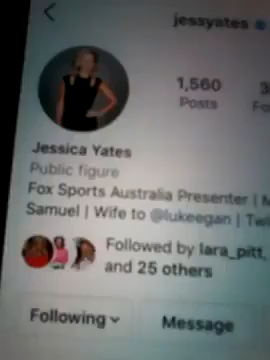 jessyates
1,560
Posts
Jessica Yates
Public figure
Fox Sports Australia Presenter |
Samuel | Wife to @lukeegan |
Followed by lara_pitt,
and 25 others
Following
Message